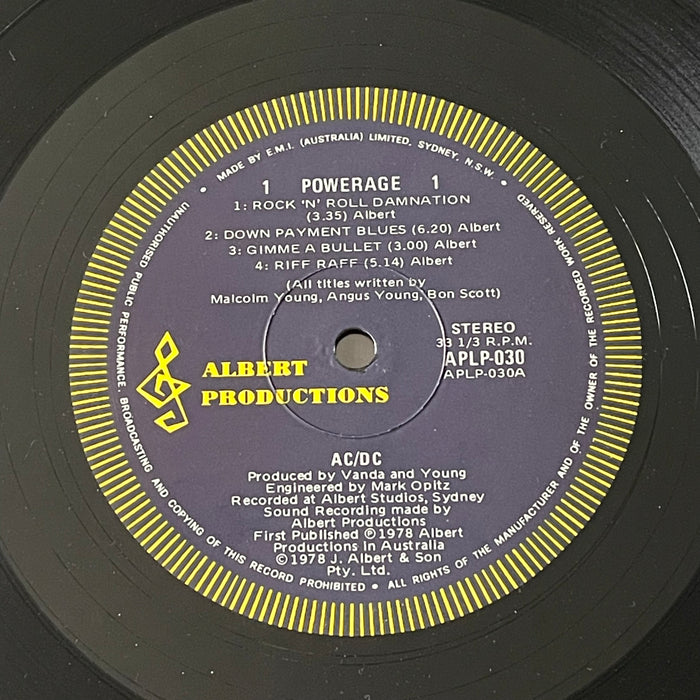 MADE BY E.M.I. (AUSTRALIA) LIMITED, SYDNEY, N.S.W. •
1 POWERAGE 1
1: ROCK 'N' ROLL DAMNATION
(3.35) Albert
2: DOWN PAYMENT BLUES (6.20) Albert
3: GIMME A BULLET (3.00) Albert
4: RIFF RAFF (5.14) Albert
(All titles written by
Malcolm Young, Angus Young, Bon Scott)
STEREO
33 1/3 R.P.M.
APLP-030
APLP-030A
ALBERT
PRODUCTIONS
AC/DC
Produced by Vanda and Young
Engineered by Mark Opitz
Recorded at Albert Studios, Sydney
Sound Recording made by
Albert Productions
First Published ℗1978 Albert
Productions in Australia
©1978 J. Albert & Son
Pty. Ltd.
UNAUTHORISED PUBLIC PERFORMANCE, BROADCASTING AND COPYING OF THIS RECORD PROHIBITED • ALL RIGHTS OF THE MANUFACTURER AND OF THE OWNER OF THE RECORDED WORK RESERVED